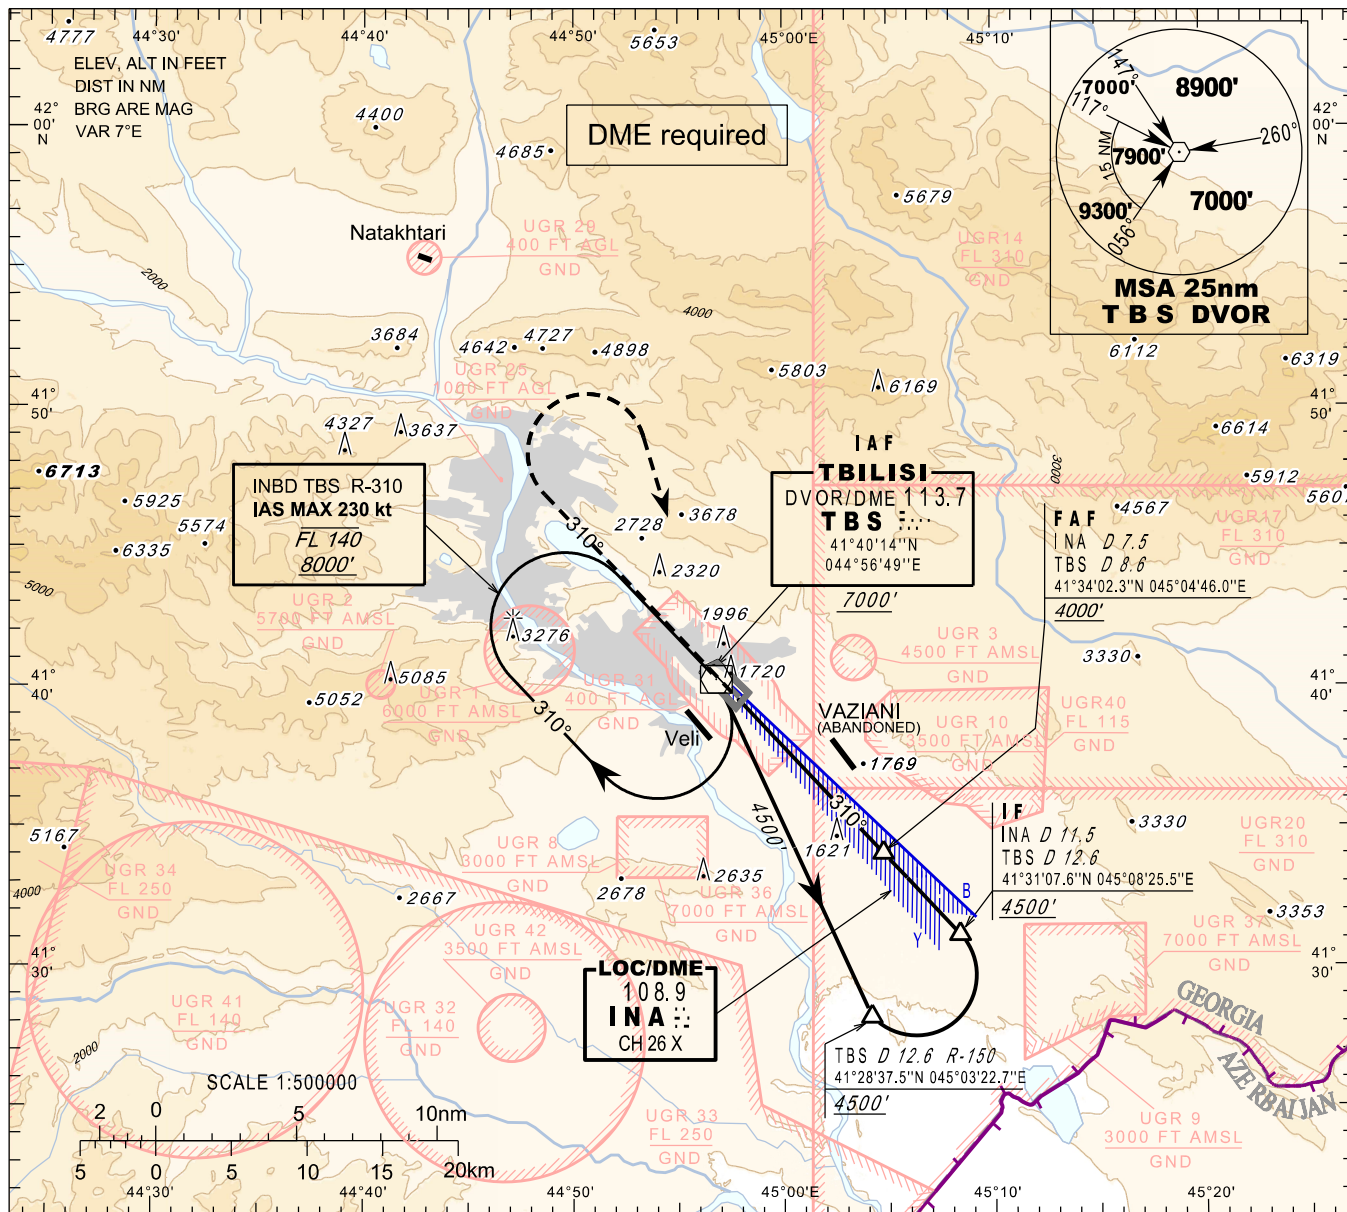 4777
44°30'
44°40'
44°50'
5653
45°00'
45°10'
ELEV, ALT IN FEET
DIST IN NM
BRG ARE MAG
VAR 7°E
42°
00'
N
4400
4685
DME required
5679
147°
7000'
8900'
117°
260°
15 NM
7900'
7000'
9300'
056°
MSA 25nm
TBS DVOR
42°
00'
N
Natakhtari
UGR 29
400 FT AGL
GND
UGR14
FL 310
GND
2000
4000
3684
4642
4727
4898
5803
6169
6112
6319
UGR 25
1000 FT AGL
GND
41°
50'
41°
50'
4327
3637
6614
6713
5925
5574
6335
5912
5607
INBD TBS R-310
IAS MAX 230 kt
FL 140
8000'
310°
2728
3678
2320
IAF
TBILISI
DVOR/DME 113.7
TBS
41°40'14''N
044°56'49''E
7000'
3000
4567
UGR17
FL 310
GND
FAF
INA D 7.5
TBS D 8.6
41°34'02.3''N 045°04'46.0''E
4000'
5000
UGR 2
5700 FT AMSL
GND
3276
1996
1720
UGR 3
4500 FT AMSL
GND
3330
41°
40'
41°
40'
5085
5052
UGR 1
6000 FT AMSL
GND
UGR 31
400 FT AGL
GND
310°
Veli
VAZIANI
(ABANDONED)
1769
UGR 10
3500 FT AMSL
GND
UGR40
FL 115
GND
4500'
310°
1621
IF
INA D 11.5
TBS D 12.6
41°31'07.6''N 045°08'25.5''E
4500'
3330
UGR20
FL 310
GND
5167
UGR 34
FL 250
GND
4000
UGR 8
3000 FT AMSL
GND
2678
2635
2667
UGR 36
7000 FT AMSL
GND
B
Y
3353
UGR 37
7000 FT AMSL
GND
UGR 42
3500 FT AMSL
GND
41°
30'
41°
30'
LOC/DME
108.9
INA
CH 26 X
UGR 41
FL 140
GND
UGR 32
FL 140
GND
GEORGIA
AZERBAIJAN
2000
TBS D 12.6 R-150
41°28'37.5''N 045°03'22.7''E
4500'
SCALE 1:500000
2 0 5 10nm
5 0 5 10 15 20km
UGR 33
FL 250
GND
UGR 9
3000 FT AMSL
GND
44°30'
44°40'
44°50'
45°00'
45°10'
45°20'